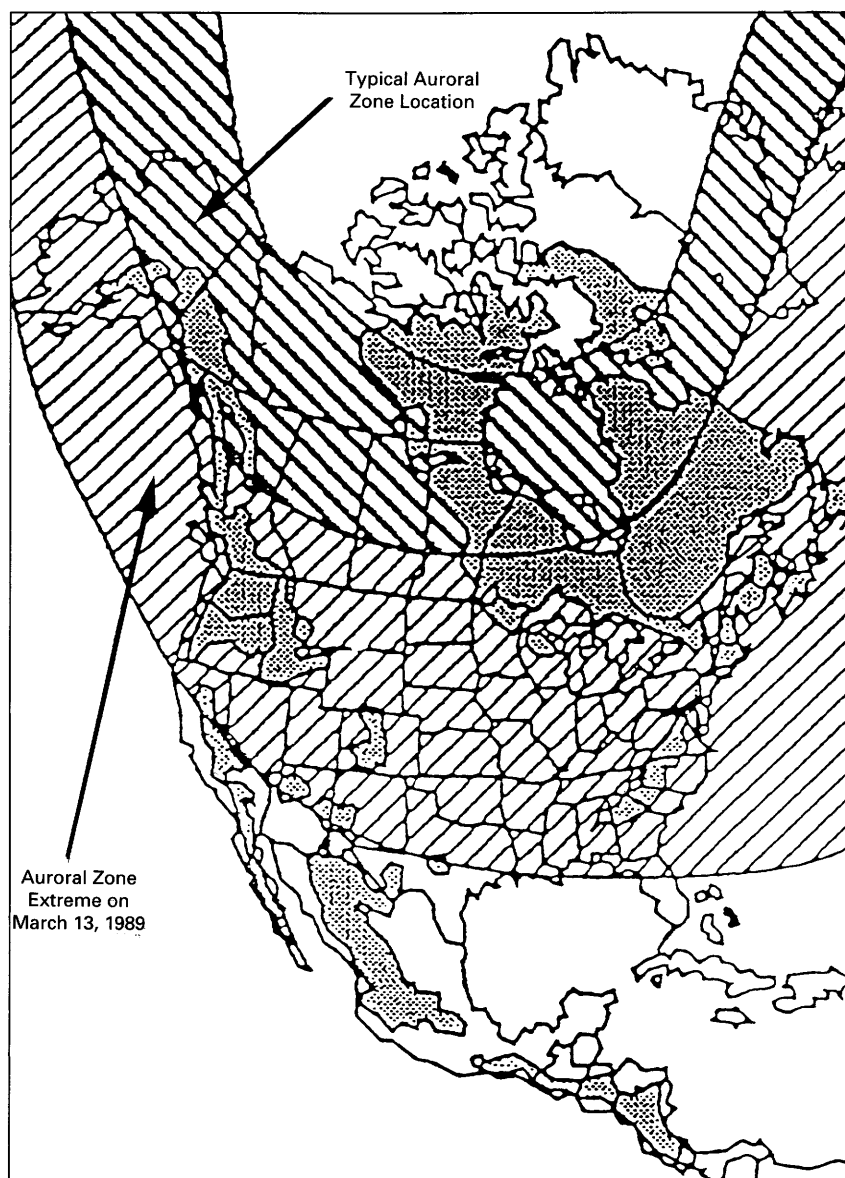 Typical Auroral
Zone Location
Auroral Zone
Extreme on
March 13, 1989